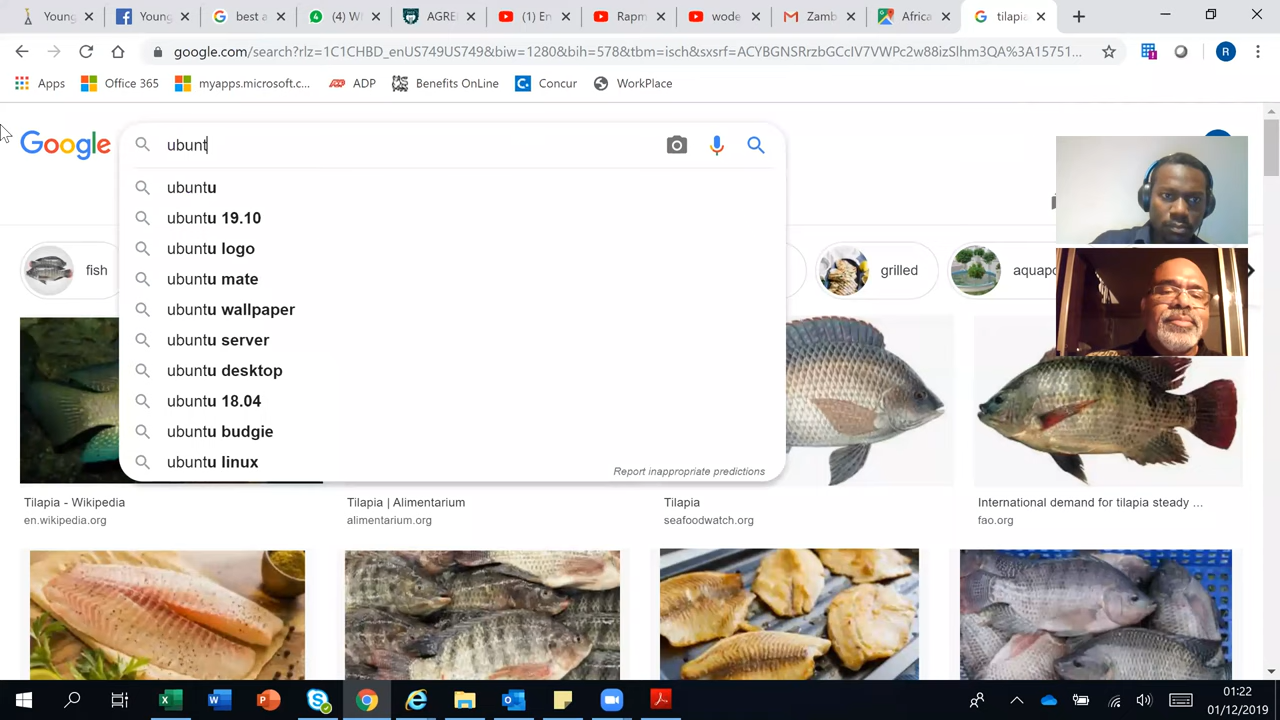 Young
Young
best a
(4) W
AGREE
(1) En
Rapm
wode
Zamb
Africa
tilapia
google.com/search?rlz=1C1CHBD_enUS749US749&biw=1280&bih=578&tbm=isch&sxsrf=ACYBGNSRrzbGCcIV7VWPc2w88izSlhm3QA%3A15751...
R
Apps
Office 365
myapps.microsoft.c...
ADP
Benefits OnLine
Concur
WorkPlace
Google
ubunt
ubuntu
ubuntu 19.10
ubuntu logo
ubuntu mate
ubuntu wallpaper
ubuntu server
ubuntu desktop
ubuntu 18.04
ubuntu budgie
ubuntu linux
Report inappropriate predictions
fish
grilled
aquapo
Tilapia - Wikipedia
en.wikipedia.org
Tilapia | Alimentarium
alimentarium.org
Tilapia
seafoodwatch.org
International demand for tilapia steady ...
fao.org
01:22
01/12/2019